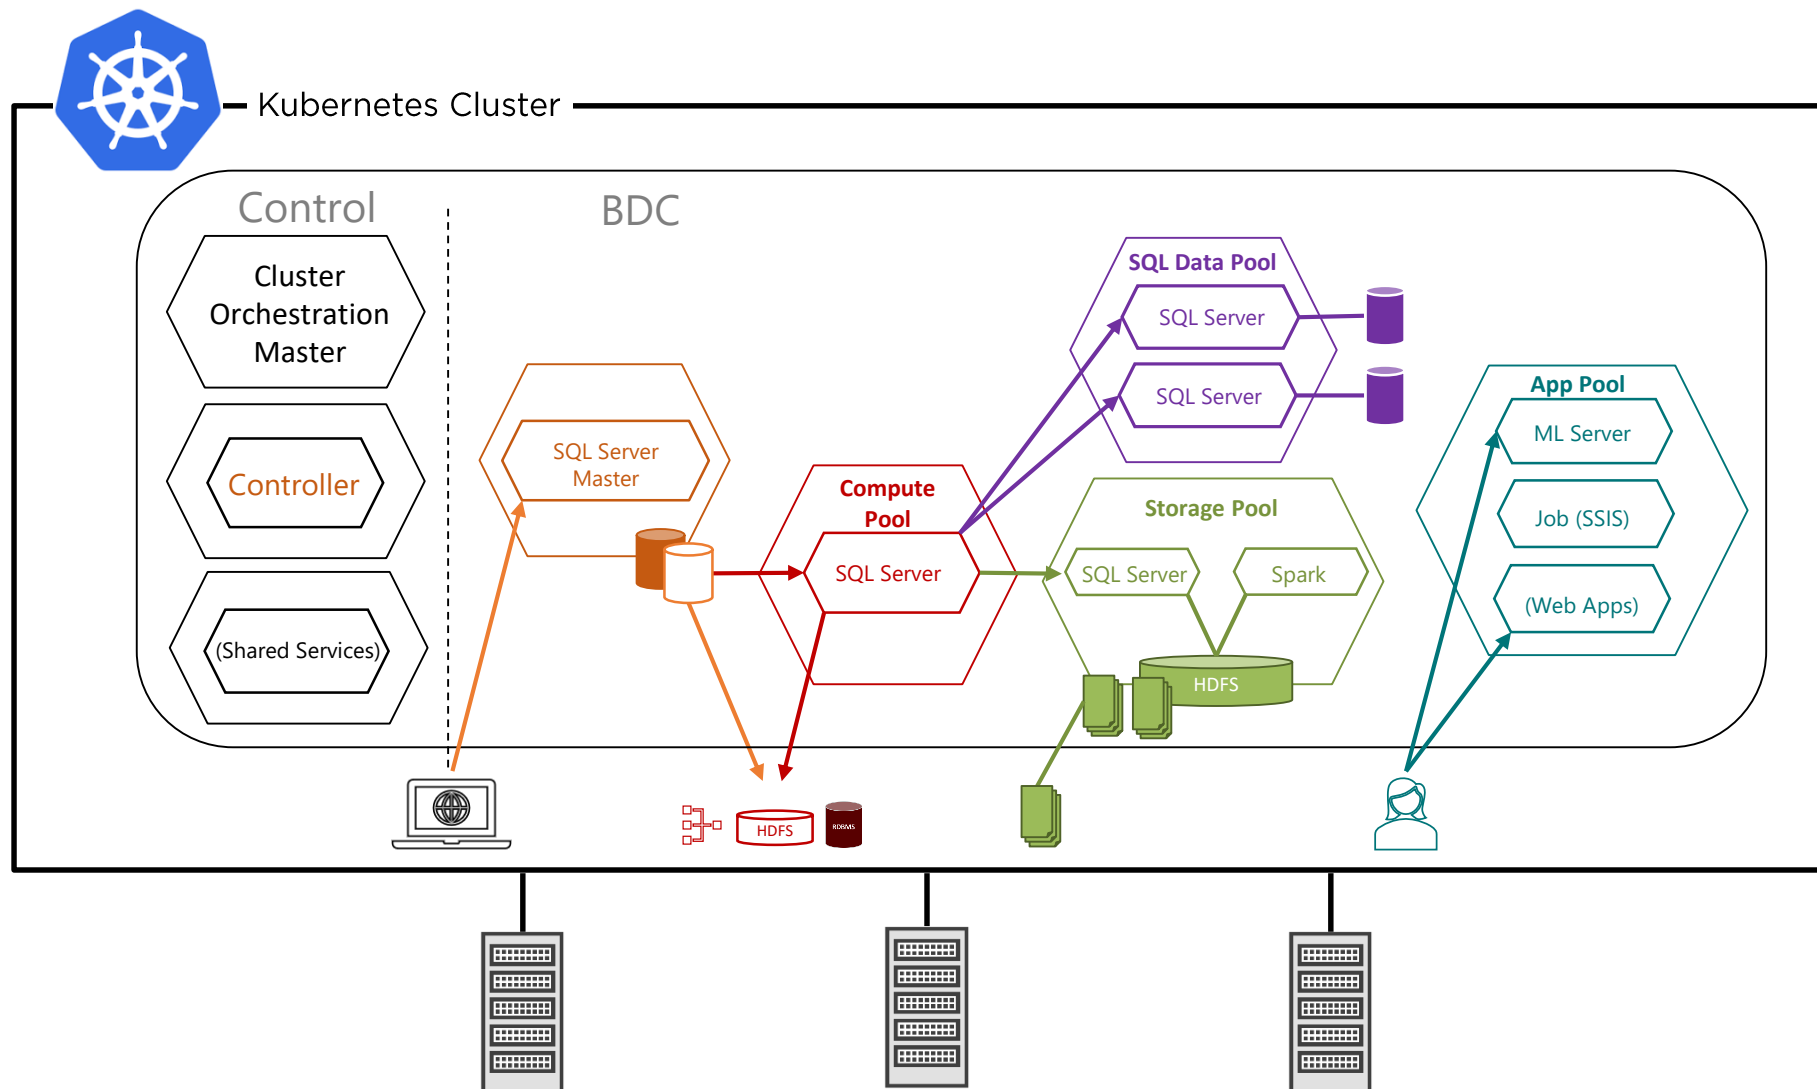 Kubernetes Cluster
Control
BDC
Cluster
Orchestration
Master
Controller
(Shared Services)
SQL Server
Master
Compute
Pool
SQL Server
SQL Data Pool
SQL Server
SQL Server
Storage Pool
SQL Server
Spark
HDFS
App Pool
ML Server
Job (SSIS)
(Web Apps)
HDFS
RDBMS